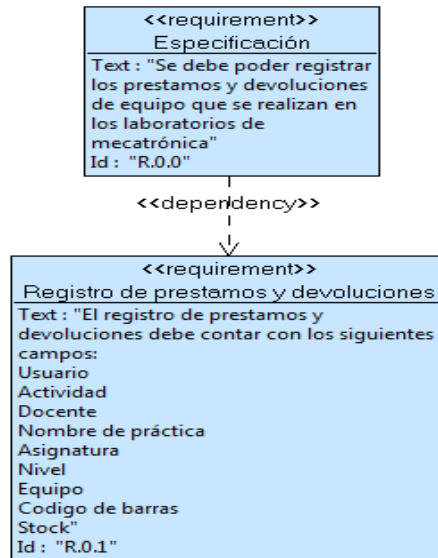 <<requirement>>
Especificación
Text : "Se debe poder registrar
los prestamos y devoluciones
de equipo que se realizan en
los laboratorios de
mecatrónica"
Id : "R.0.0"
<<dependency>>
<<requirement>>
Registro de prestamos y devoluciones
Text : "El registro de prestamos y
devoluciones debe contar con los siguientes
campos:
Usuario
Actividad
Docente
Nombre de práctica
Asignatura
Nivel
Equipo
Codigo de barras
Stock"
Id : "R.0.1"